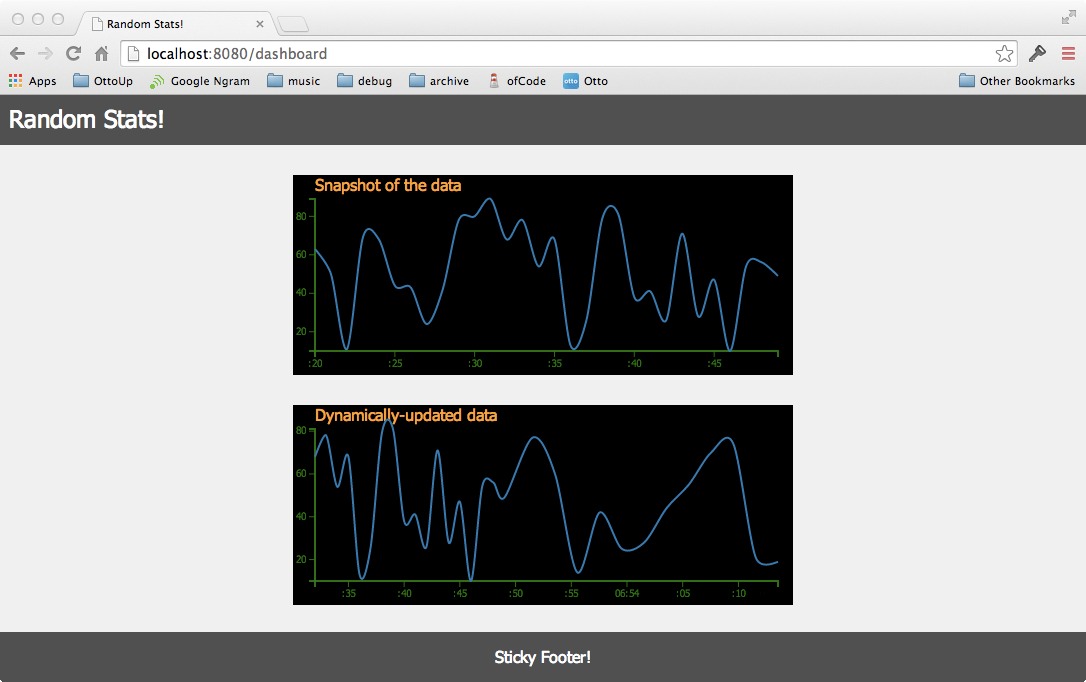 Random Stats!
localhost:8080/dashboard
Apps OttoUp Google Ngram music debug archive ofCode otto Otto Other Bookmarks
Random Stats!
Snapshot of the data
80
60
40
20
:20 :25 :30 :35 :40 :45
Dynamically-updated data
80
60
40
20
:35 :40 :45 :50 :55 06:54 :05 :10
Sticky Footer!